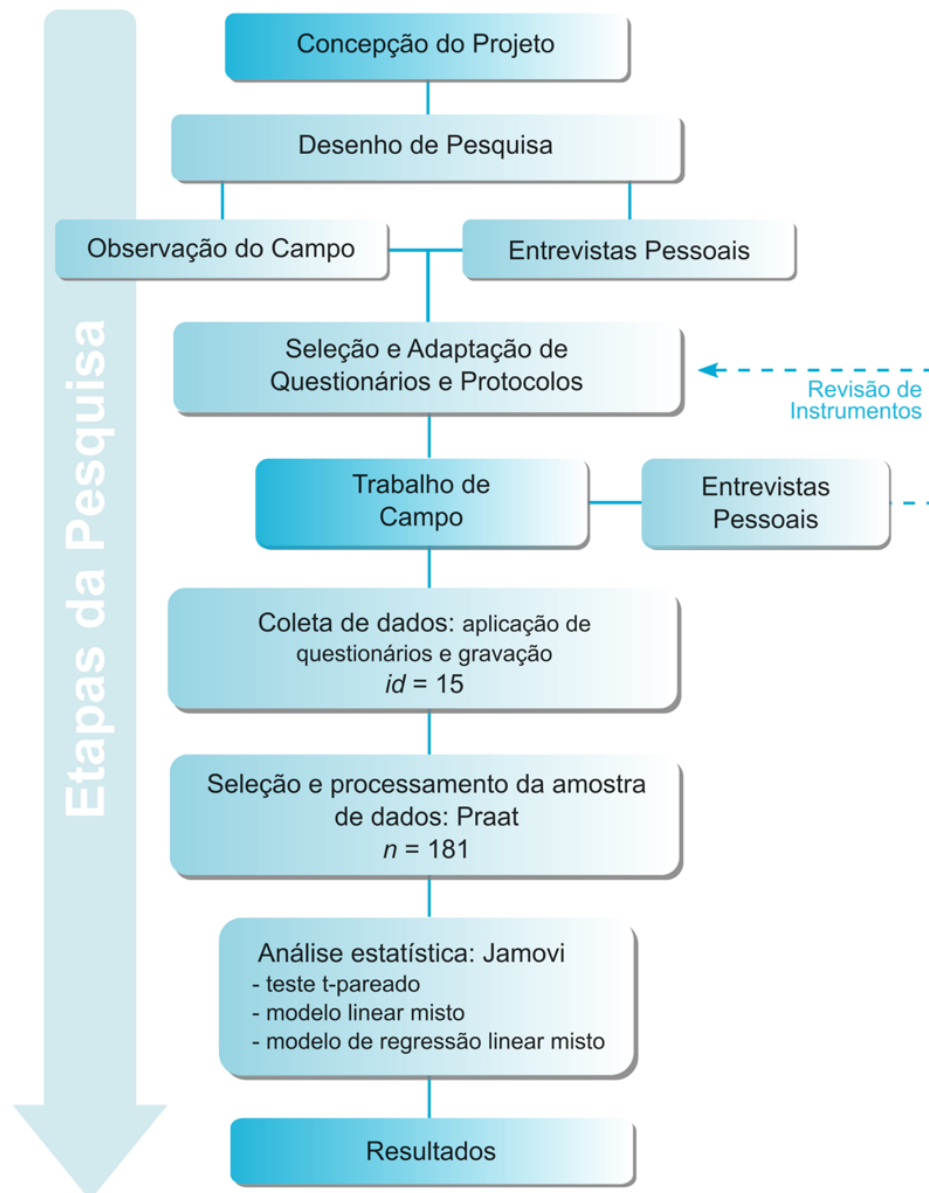 Etapas da Pesquisa
Concepção do Projeto
Desenho de Pesquisa
Observação do Campo
Entrevistas Pessoais
Seleção e Adaptação de
Questionários e Protocolos
Revisão de
Instrumentos
Trabalho de
Campo
Entrevistas
Pessoais
Coleta de dados: aplicação de
questionários e gravação
id = 15
Seleção e processamento da amostra
de dados: Praat
n = 181
Análise estatística: Jamovi
- teste t-pareado
- modelo linear misto
- modelo de regressão linear misto
Resultados